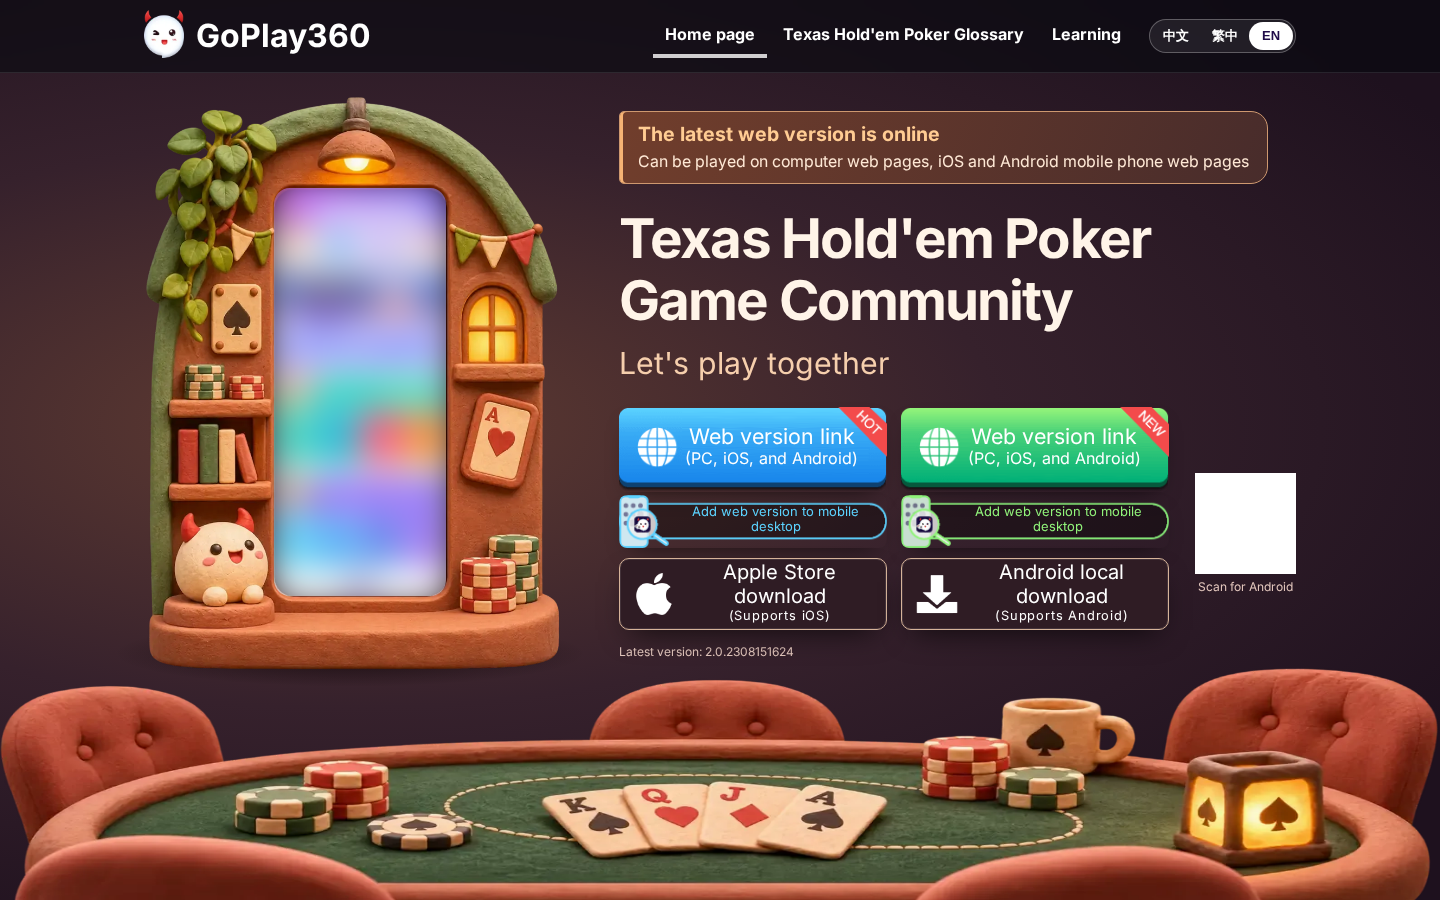 GoPlay360
Home page
Texas Hold'em Poker Glossary
Learning
中文
繁中
EN
The latest web version is online
Can be played on computer web pages, iOS and Android mobile phone web pages
Texas Hold'em Poker
Game Community
Let's play together
Web version link
(PC, iOS, and Android)
HOT
Web version link
(PC, iOS, and Android)
NEW
Add web version to mobile
desktop
Add web version to mobile
desktop
Apple Store
download
(Supports iOS)
Android local
download
(Supports Android)
Scan for Android
Latest version: 2.0.2308151624
A
K
Q
J
A